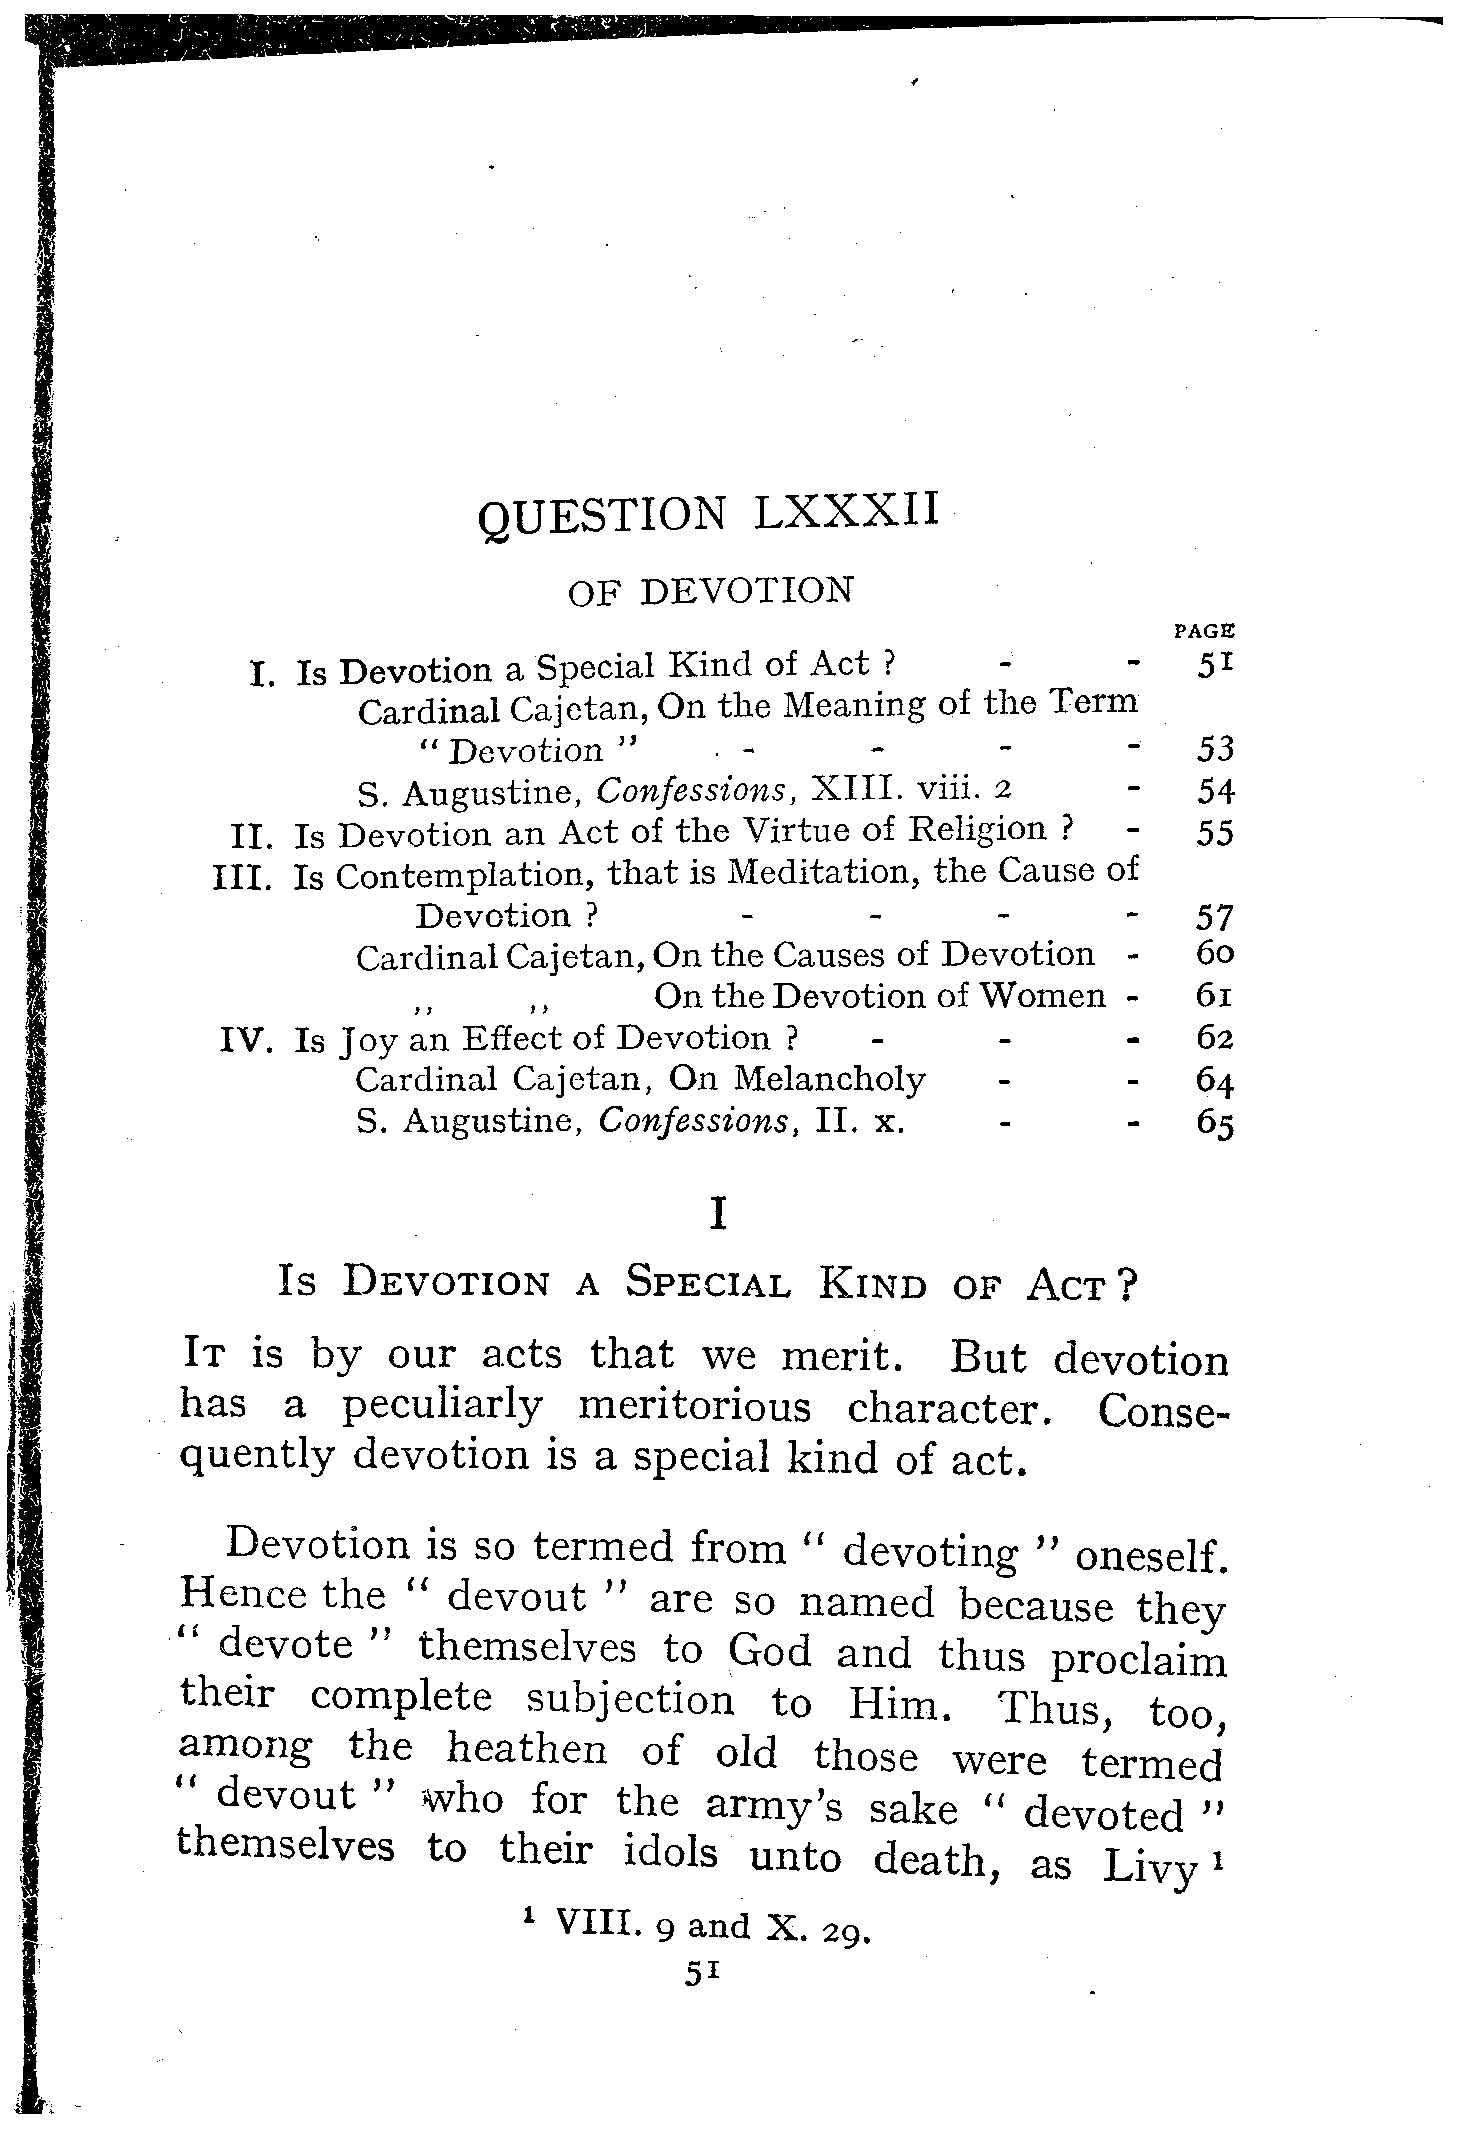 QUESTION LXXXII
OF DEVOTION
PAGE
I. Is Devotion a Special Kind of Act ? - - 51
Cardinal Cajetan, On the Meaning of the Term
“ Devotion ” - - - - 53
S. Augustine, Confessions, XIII. viii. 2 - 54
II. Is Devotion an Act of the Virtue of Religion ? - 55
III. Is Contemplation, that is Meditation, the Cause of
Devotion ? - - - - 57
Cardinal Cajetan, On the Causes of Devotion - 60
,, ,, On the Devotion of Women - 61
IV. Is Joy an Effect of Devotion ? - - - 62
Cardinal Cajetan, On Melancholy - - 64
S. Augustine, Confessions, II. x. - - 65
I
Is Devotion a Special Kind of Act ?
It is by our acts that we merit. But devotion
has a peculiarly meritorious character. Conse-
quently devotion is a special kind of act.
Devotion is so termed from “ devoting ” oneself.
Hence the “ devout ” are so named because they
“ devote ” themselves to God and thus proclaim
their complete subjection to Him. Thus, too,
among the heathen of old those were termed
“ devout ” who for the army’s sake “ devoted ”
themselves to their idols unto death, as Livy ¹
¹ VIII. 9 and X. 29.
51